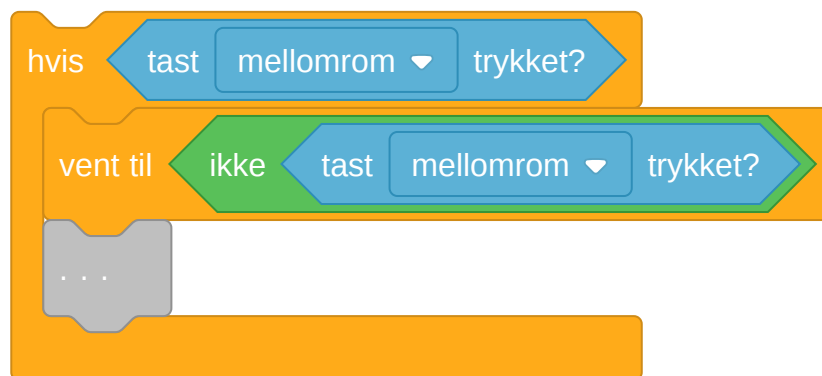 hvis tast mellomrom trykket?
vent til ikke tast mellomrom trykket?
. . .